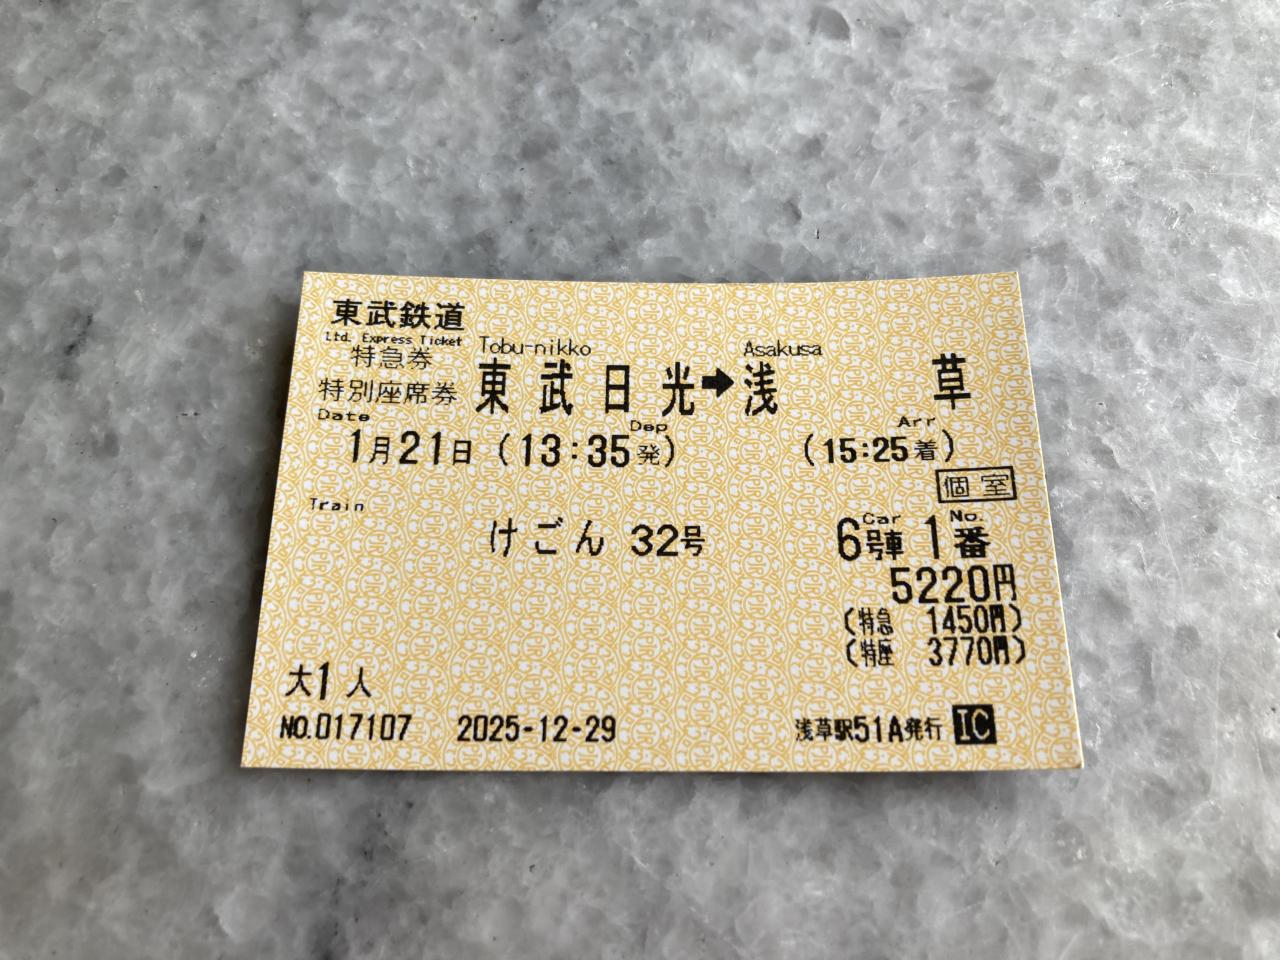 東武鉄道
Ltd. Express Ticket
特急券
特別座席券
Tobu-nikko Asakusa
東武日光➡浅草
Date Dep Arr
1月21日 (13:35発) (15:25着)
個室
Train Car No.
けごん 32号 6号車 1番
5220円
(特急 1450円)
(特座 3770円)
大1人
NO.017107 2025-12-29 浅草駅51A発行 IC